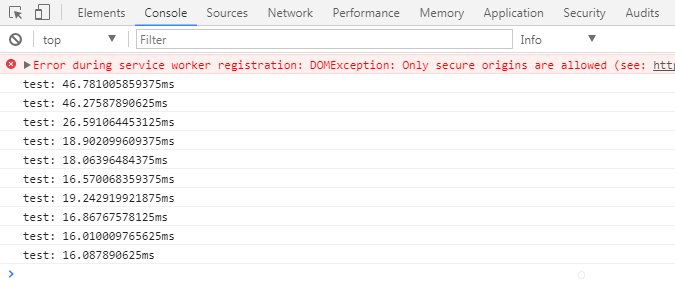 Elements Console Sources Network Performance Memory Application Security Audits
top Filter Info
Error during service worker registration: DOMException: Only secure origins are allowed (see: htt
test: 46.781005859375ms
test: 46.27587890625ms
test: 26.591064453125ms
test: 18.902099609375ms
test: 18.06396484375ms
test: 16.570068359375ms
test: 19.242919921875ms
test: 16.86767578125ms
test: 16.010009765625ms
test: 16.087890625ms